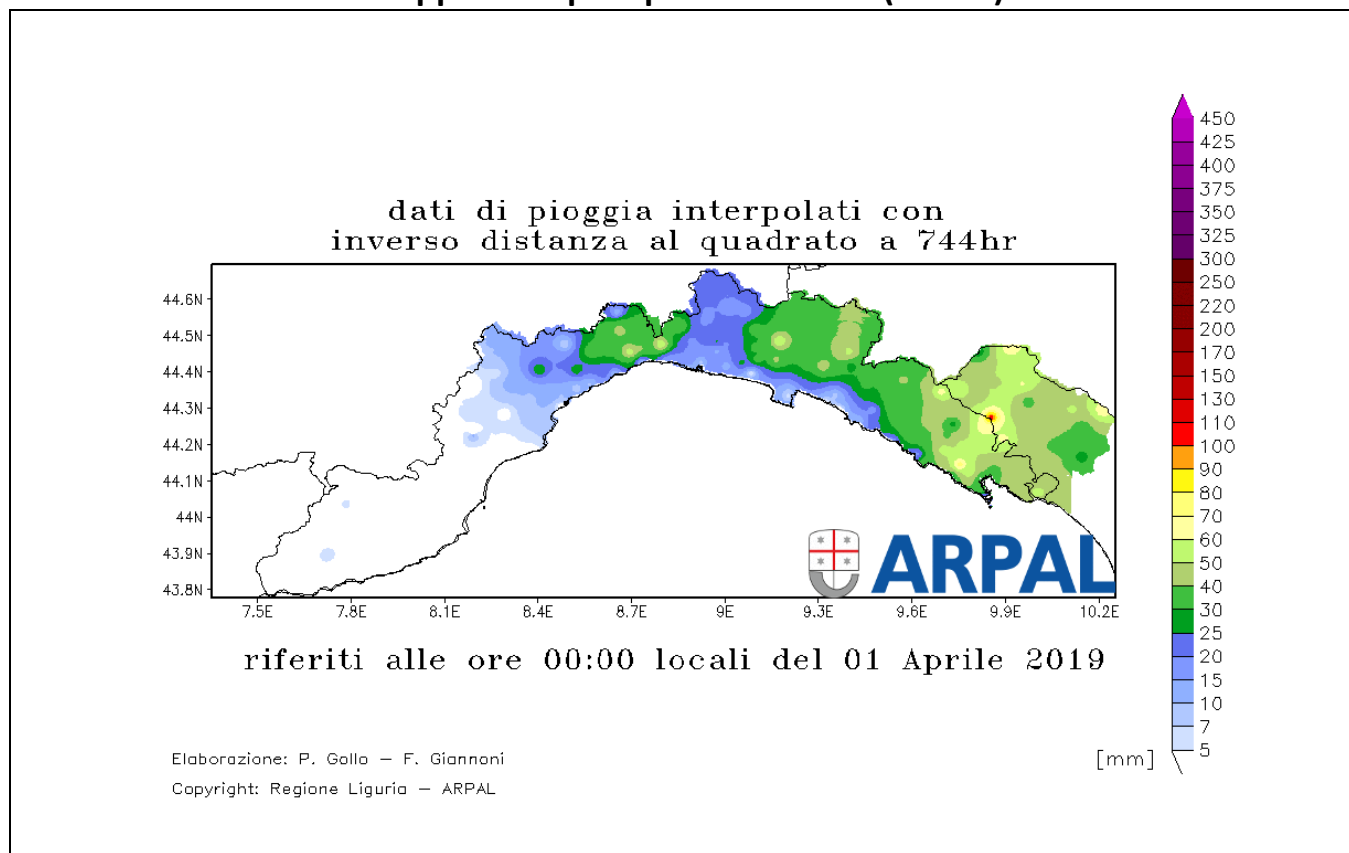 dati di pioggia interpolati con
inverso distanza al quadrato a 744hr
44.6N
44.5N
44.4N
44.3N
44.2N
44.1N
44N
43.9N
43.8N
7.5E 7.8E 8.1E 8.4E 8.7E 9E 9.3E 9.6E 9.9E 10.2E
ARPAL
riferiti alle ore 00:00 locali del 01 Aprile 2019
450
425
400
375
350
325
300
250
220
200
170
150
130
110
100
90
80
70
60
50
40
30
25
20
15
10
7
5
[mm]
Elaborazione: P. Gollo – F. Giannoni
Copyright: Regione Liguria – ARPAL